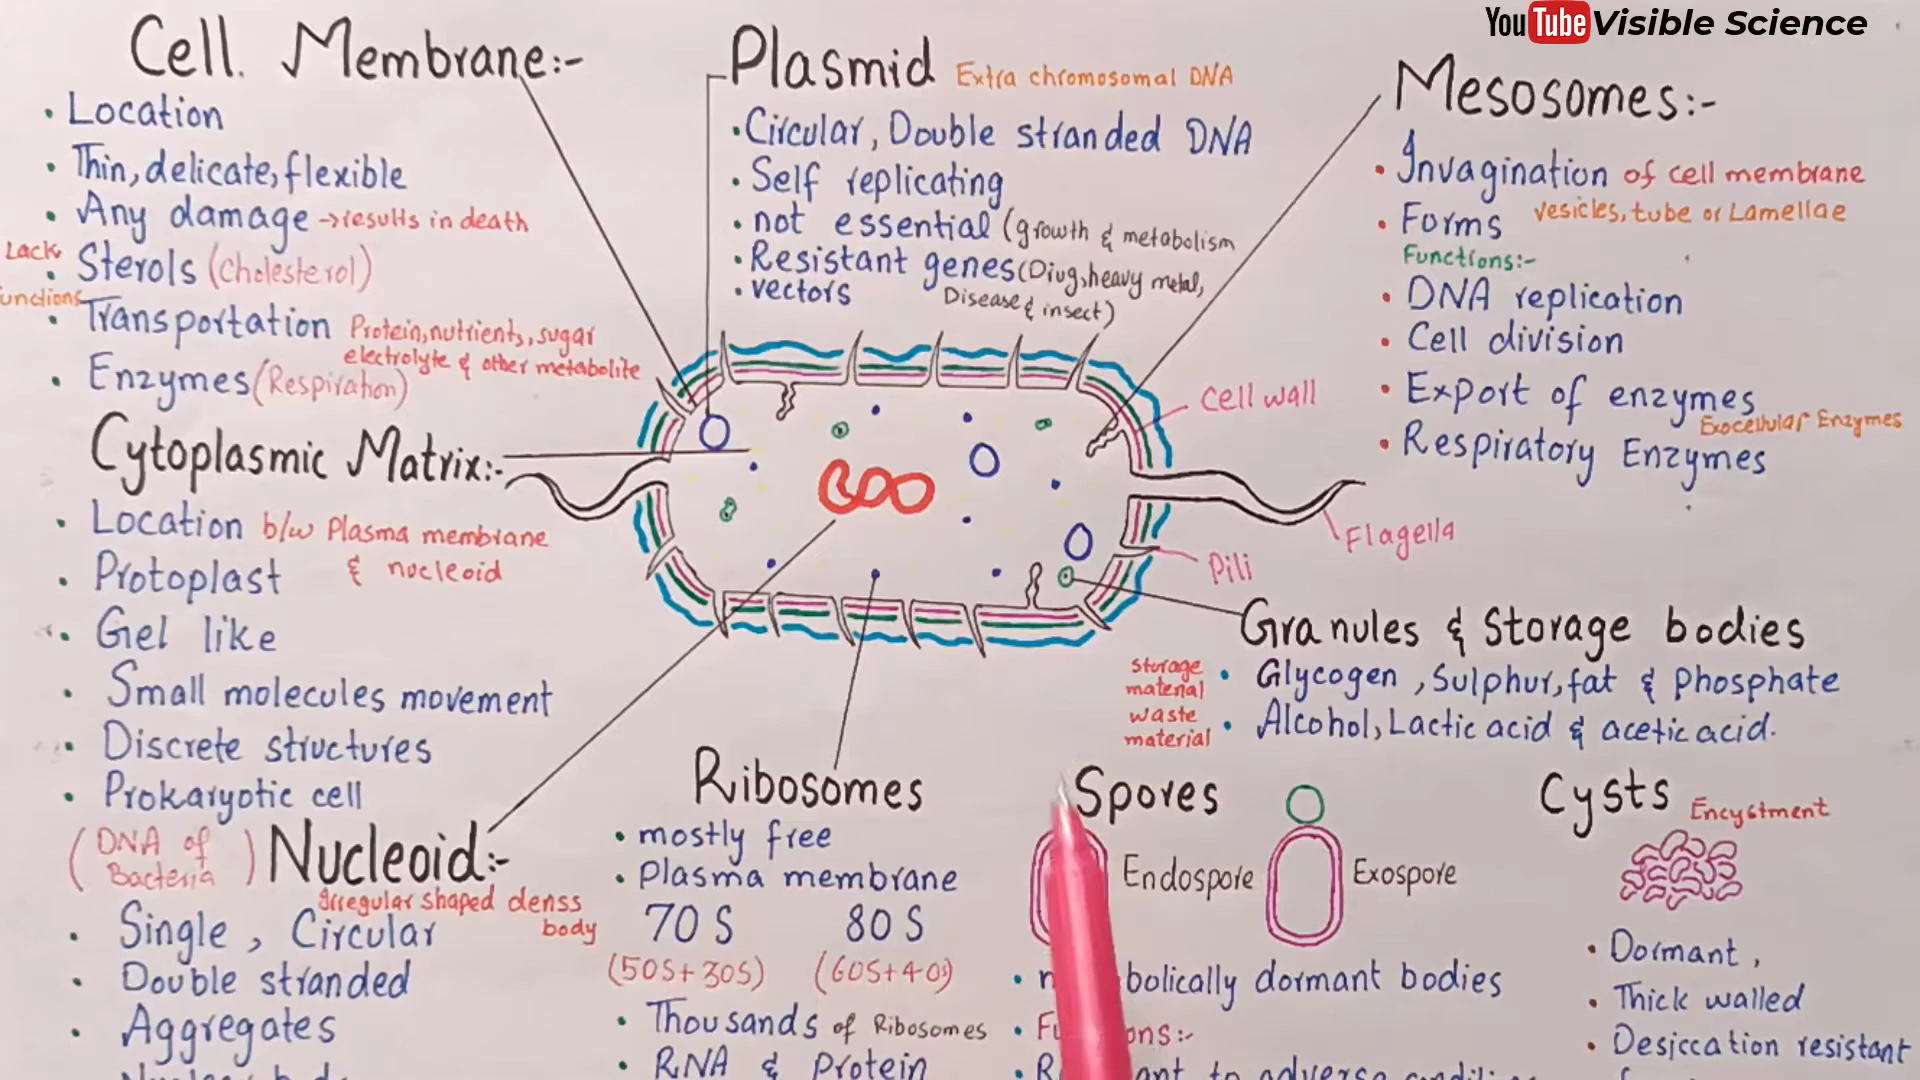 YouTube Visible Science
Cell. Membrane:-
• Location
• Thin, delicate, flexible
• Any damage → results in death
Lack
• Sterols (Cholesterol)
Functions
• Transportation Protein, nutrients, sugar
electrolyte & other metabolite
• Enzymes (Respiration)
Cytoplasmic Matrix:-
• Location b/w Plasma membrane
& nucleoid
• Protoplast
• Gel like
• Small molecules movement
• Discrete structures
• Prokaryotic cell
(DNA of
Bacteria)
Nucleoid:-
Irregular shaped denss
body
• Single, Circular
• Double stranded
• Aggregates
Plasmid Extra chromosomal DNA
• Circular, Double stranded DNA
• Self replicating
• not essential (growth & metabolism
• Resistant genes (Drug, heavy metal,
Disease & insect)
• vectors
Mesosomes:-
• Invagination of cell membrane
• Forms vesicles, tube or Lamellae
Functions:-
• DNA replication
• Cell division
• Export of enzymes
Exocellular Enzymes
• Respiratory Enzymes
Cell wall
Flagella
Pili
Granules & Storage bodies
Storage
material
• Glycogen, Sulphur, fat & Phosphate
waste
material
• Alcohol, Lactic acid & acetic acid.
Ribosomes
• mostly free
• Plasma membrane
70 S 80 S
(50S+30S) (60S+40s)
• Thousands of Ribosomes
• RNA & Protein
Spores
Endospore Exospore
bolically dormant bodies
ons:-
to adverse
Cysts Encystment
• Dormant,
• Thick walled
• Desiccation resistant